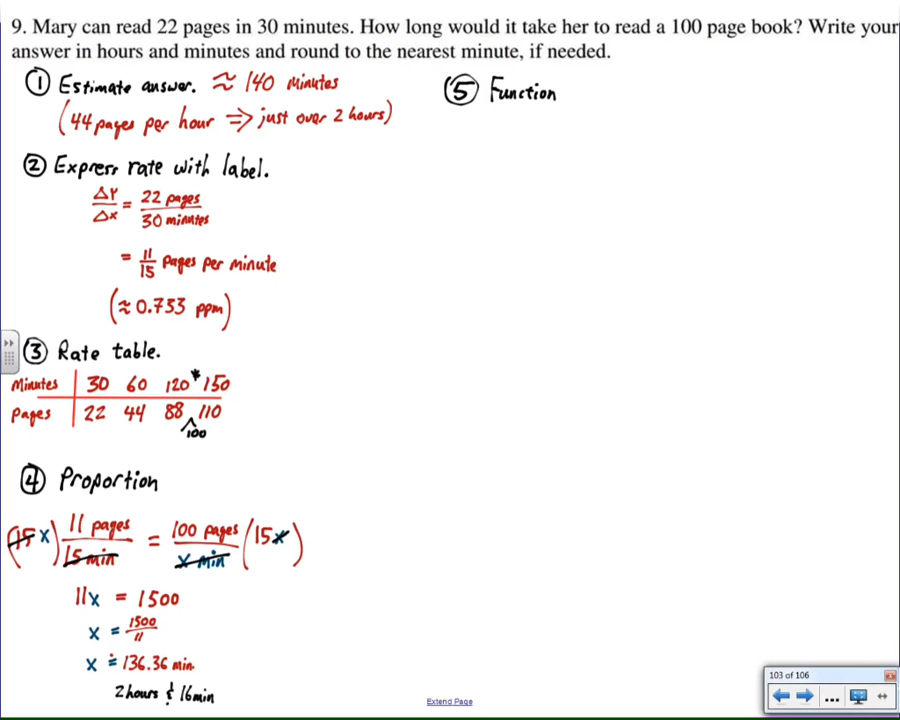 9. Mary can read 22 pages in 30 minutes. How long would it take her to read a 100 page book? Write your
answer in hours and minutes and round to the nearest minute, if needed.
① Estimate answer. ≈ 140 minutes
(44 pages per hour ⇒ just over 2 hours)
② Express rate with label.
ΔY/Δx = 22 pages/30 minutes
= 11/15 pages per minute
(≈ 0.733 ppm)
③ Rate table.
Minutes | 30 60 120 * 150
Pages | 22 44 88 110
100
④ Proportion
(15x) 11 pages/15 min = 100 pages/x min (15x)
11x = 1500
x = 1500/11
x ≐ 136.36 min.
2 hours & 16 min
⑤ Function
Extend Page
103 of 106